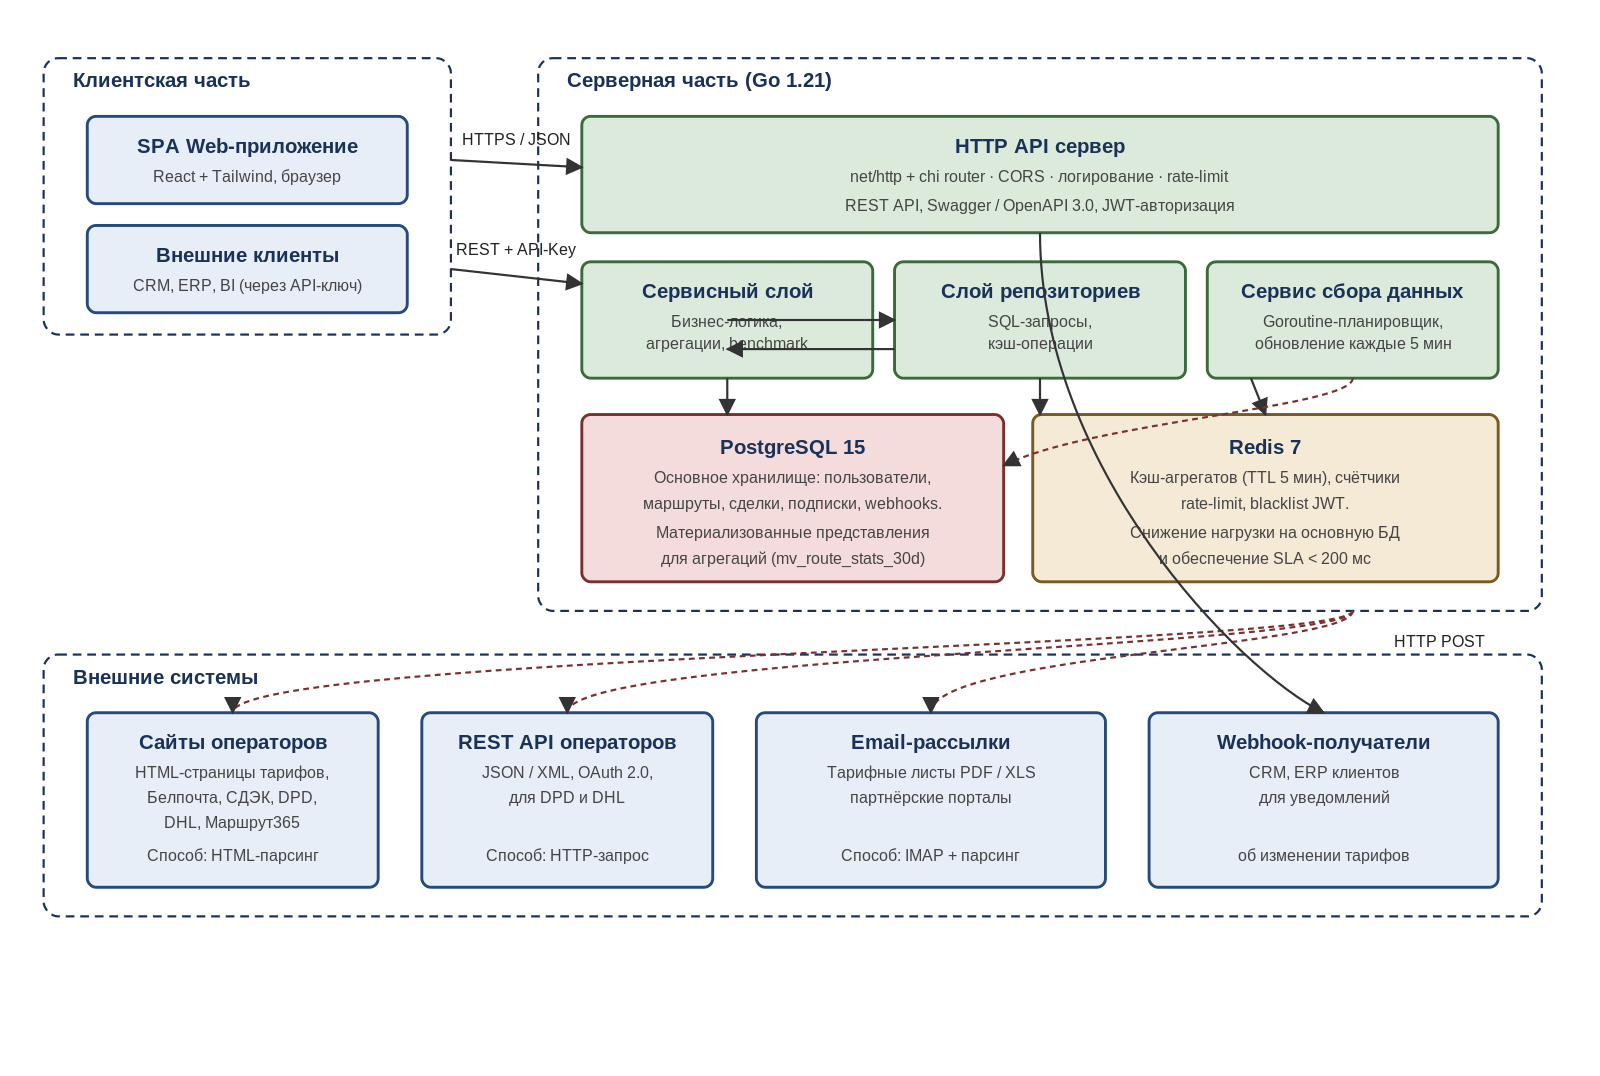 Клиентская часть
SPA Web-приложение
React + Tailwind, браузер
Внешние клиенты
CRM, ERP, BI (через API-ключ)
HTTPS / JSON
REST + API-Key
Серверная часть (Go 1.21)
HTTP API сервер
net/http + chi router · CORS · логирование · rate-limit
REST API, Swagger / OpenAPI 3.0, JWT-авторизация
Сервисный слой
Бизнес-логика,
агрегации, benchmark
Слой репозиториев
SQL-запросы,
кэш-операции
Сервис сбора данных
Goroutine-планировщик,
обновление каждые 5 мин
PostgreSQL 15
Основное хранилище: пользователи,
маршруты, сделки, подписки, webhooks.
Материализованные представления
для агрегаций (mv_route_stats_30d)
Redis 7
Кэш-агрегатов (TTL 5 мин), счётчики
rate-limit, blacklist JWT.
Снижение нагрузки на основную БД
и обеспечение SLA < 200 мс
HTTP POST
Внешние системы
Сайты операторов
HTML-страницы тарифов,
Белпочта, СДЭК, DPD,
DHL, Маршрут365
Способ: HTML-парсинг
REST API операторов
JSON / XML, OAuth 2.0,
для DPD и DHL
Способ: HTTP-запрос
Email-рассылки
Тарифные листы PDF / XLS
партнёрские порталы
Способ: IMAP + парсинг
Webhook-получатели
CRM, ERP клиентов
для уведомлений
об изменении тарифов